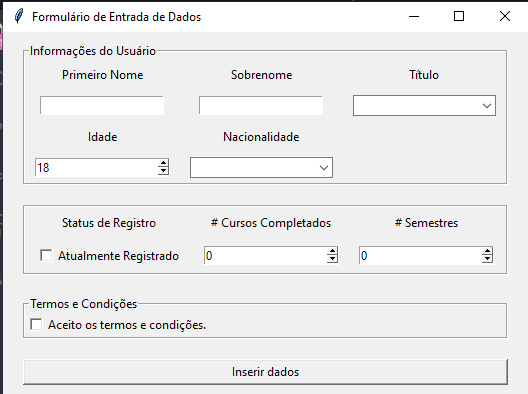 Formulário de Entrada de Dados
Informações do Usuário
Primeiro Nome Sobrenome Título
Idade Nacionalidade
18
Status de Registro # Cursos Completados # Semestres
Atualmente Registrado 0 0
Termos e Condições
Aceito os termos e condições.
Inserir dados